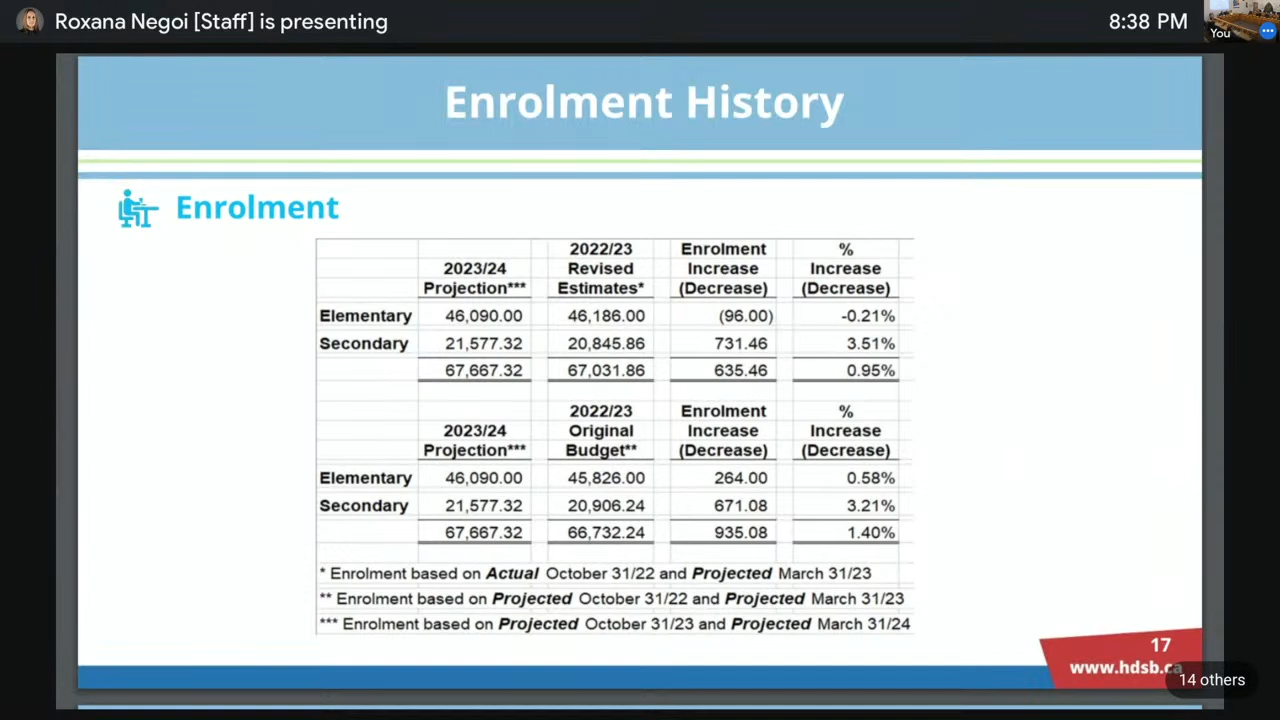 Roxana Negoi [Staff] is presenting
8:38 PM
You
Enrolment History
Enrolment
2023/24 Projection*** 2022/23 Revised Estimates* Enrolment Increase (Decrease) % Increase (Decrease)
Elementary 46,090.00 46,186.00 (96.00) -0.21%
Secondary 21,577.32 20,845.86 731.46 3.51%
67,667.32 67,031.86 635.46 0.95%
2023/24 Projection*** 2022/23 Original Budget** Enrolment Increase (Decrease) % Increase (Decrease)
Elementary 46,090.00 45,826.00 264.00 0.58%
Secondary 21,577.32 20,906.24 671.08 3.21%
67,667.32 66,732.24 935.08 1.40%
* Enrolment based on Actual October 31/22 and Projected March 31/23
** Enrolment based on Projected October 31/22 and Projected March 31/23
*** Enrolment based on Projected October 31/23 and Projected March 31/24
17
www.hdsb.ca
14 others